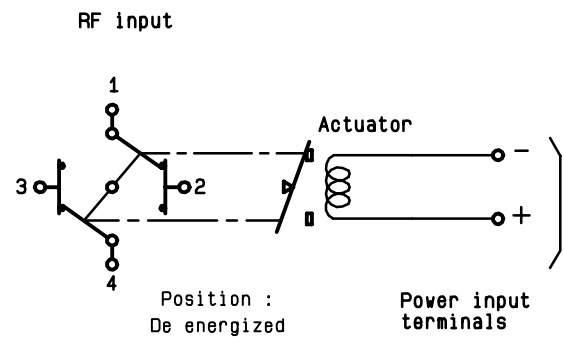 RF input
1
Actuator
-
3
2
+
4
Position :
De energized
Power input
terminals